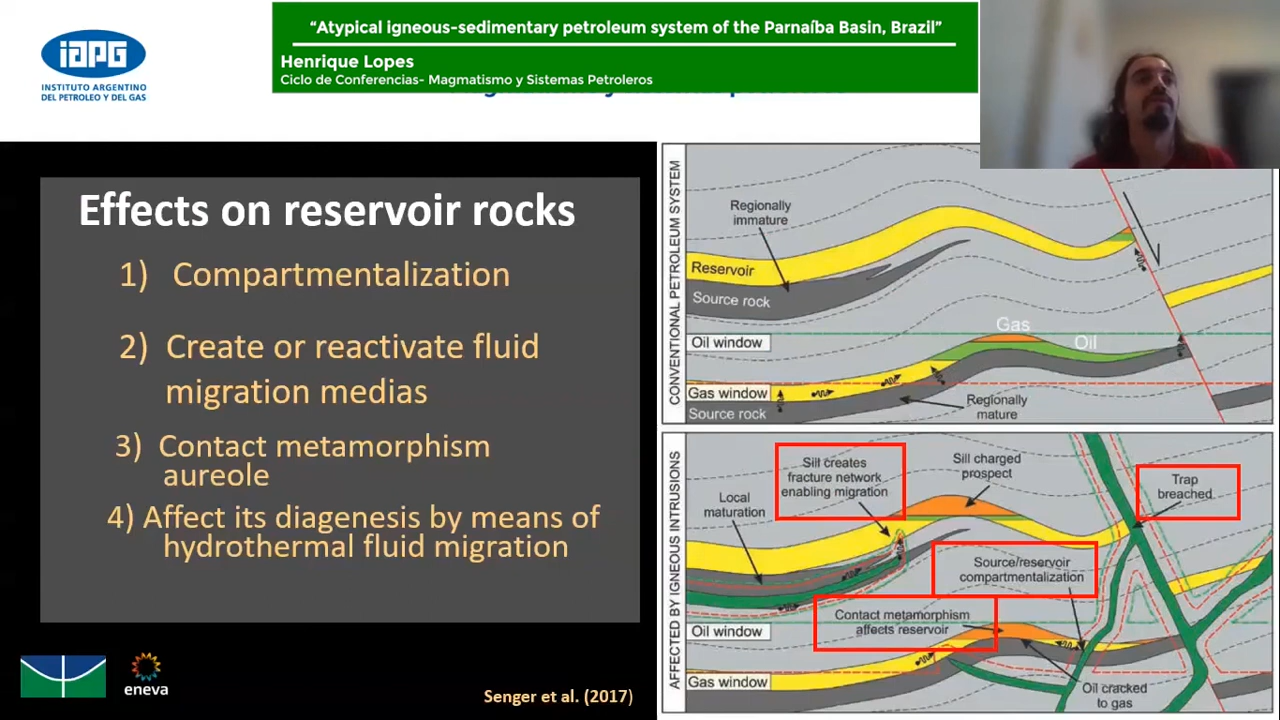 iAPG
INSTITUTO ARGENTINO
DEL PETROLEO Y DEL GAS
“Atypical igneous-sedimentary petroleum system of the Parnaíba Basin, Brazil”
Henrique Lopes
Ciclo de Conferencias- Magmatismo y Sistemas Petroleros
Effects on reservoir rocks
1) Compartmentalization
2) Create or reactivate fluid
migration medias
3) Contact metamorphism
aureole
4) Affect its diagenesis by means of
hydrothermal fluid migration
eneva
Senger et al. (2017)
CONVENTIONAL PETROLEUM SYSTEM
Regionally
immature
Reservoir
Source rock
Gas
Oil window
Oil
Gas window
Source rock
Regionally
mature
AFFECTED BY IGNEOUS INTRUSIONS
Sill creates
fracture network
enabling migration
Sill charged
prospect
Trap
breached
Local
maturation
Source/reservoir
compartmentalization
Contact metamorphism
affects reservoir
Oil window
Gas window
Oil cracked
to gas